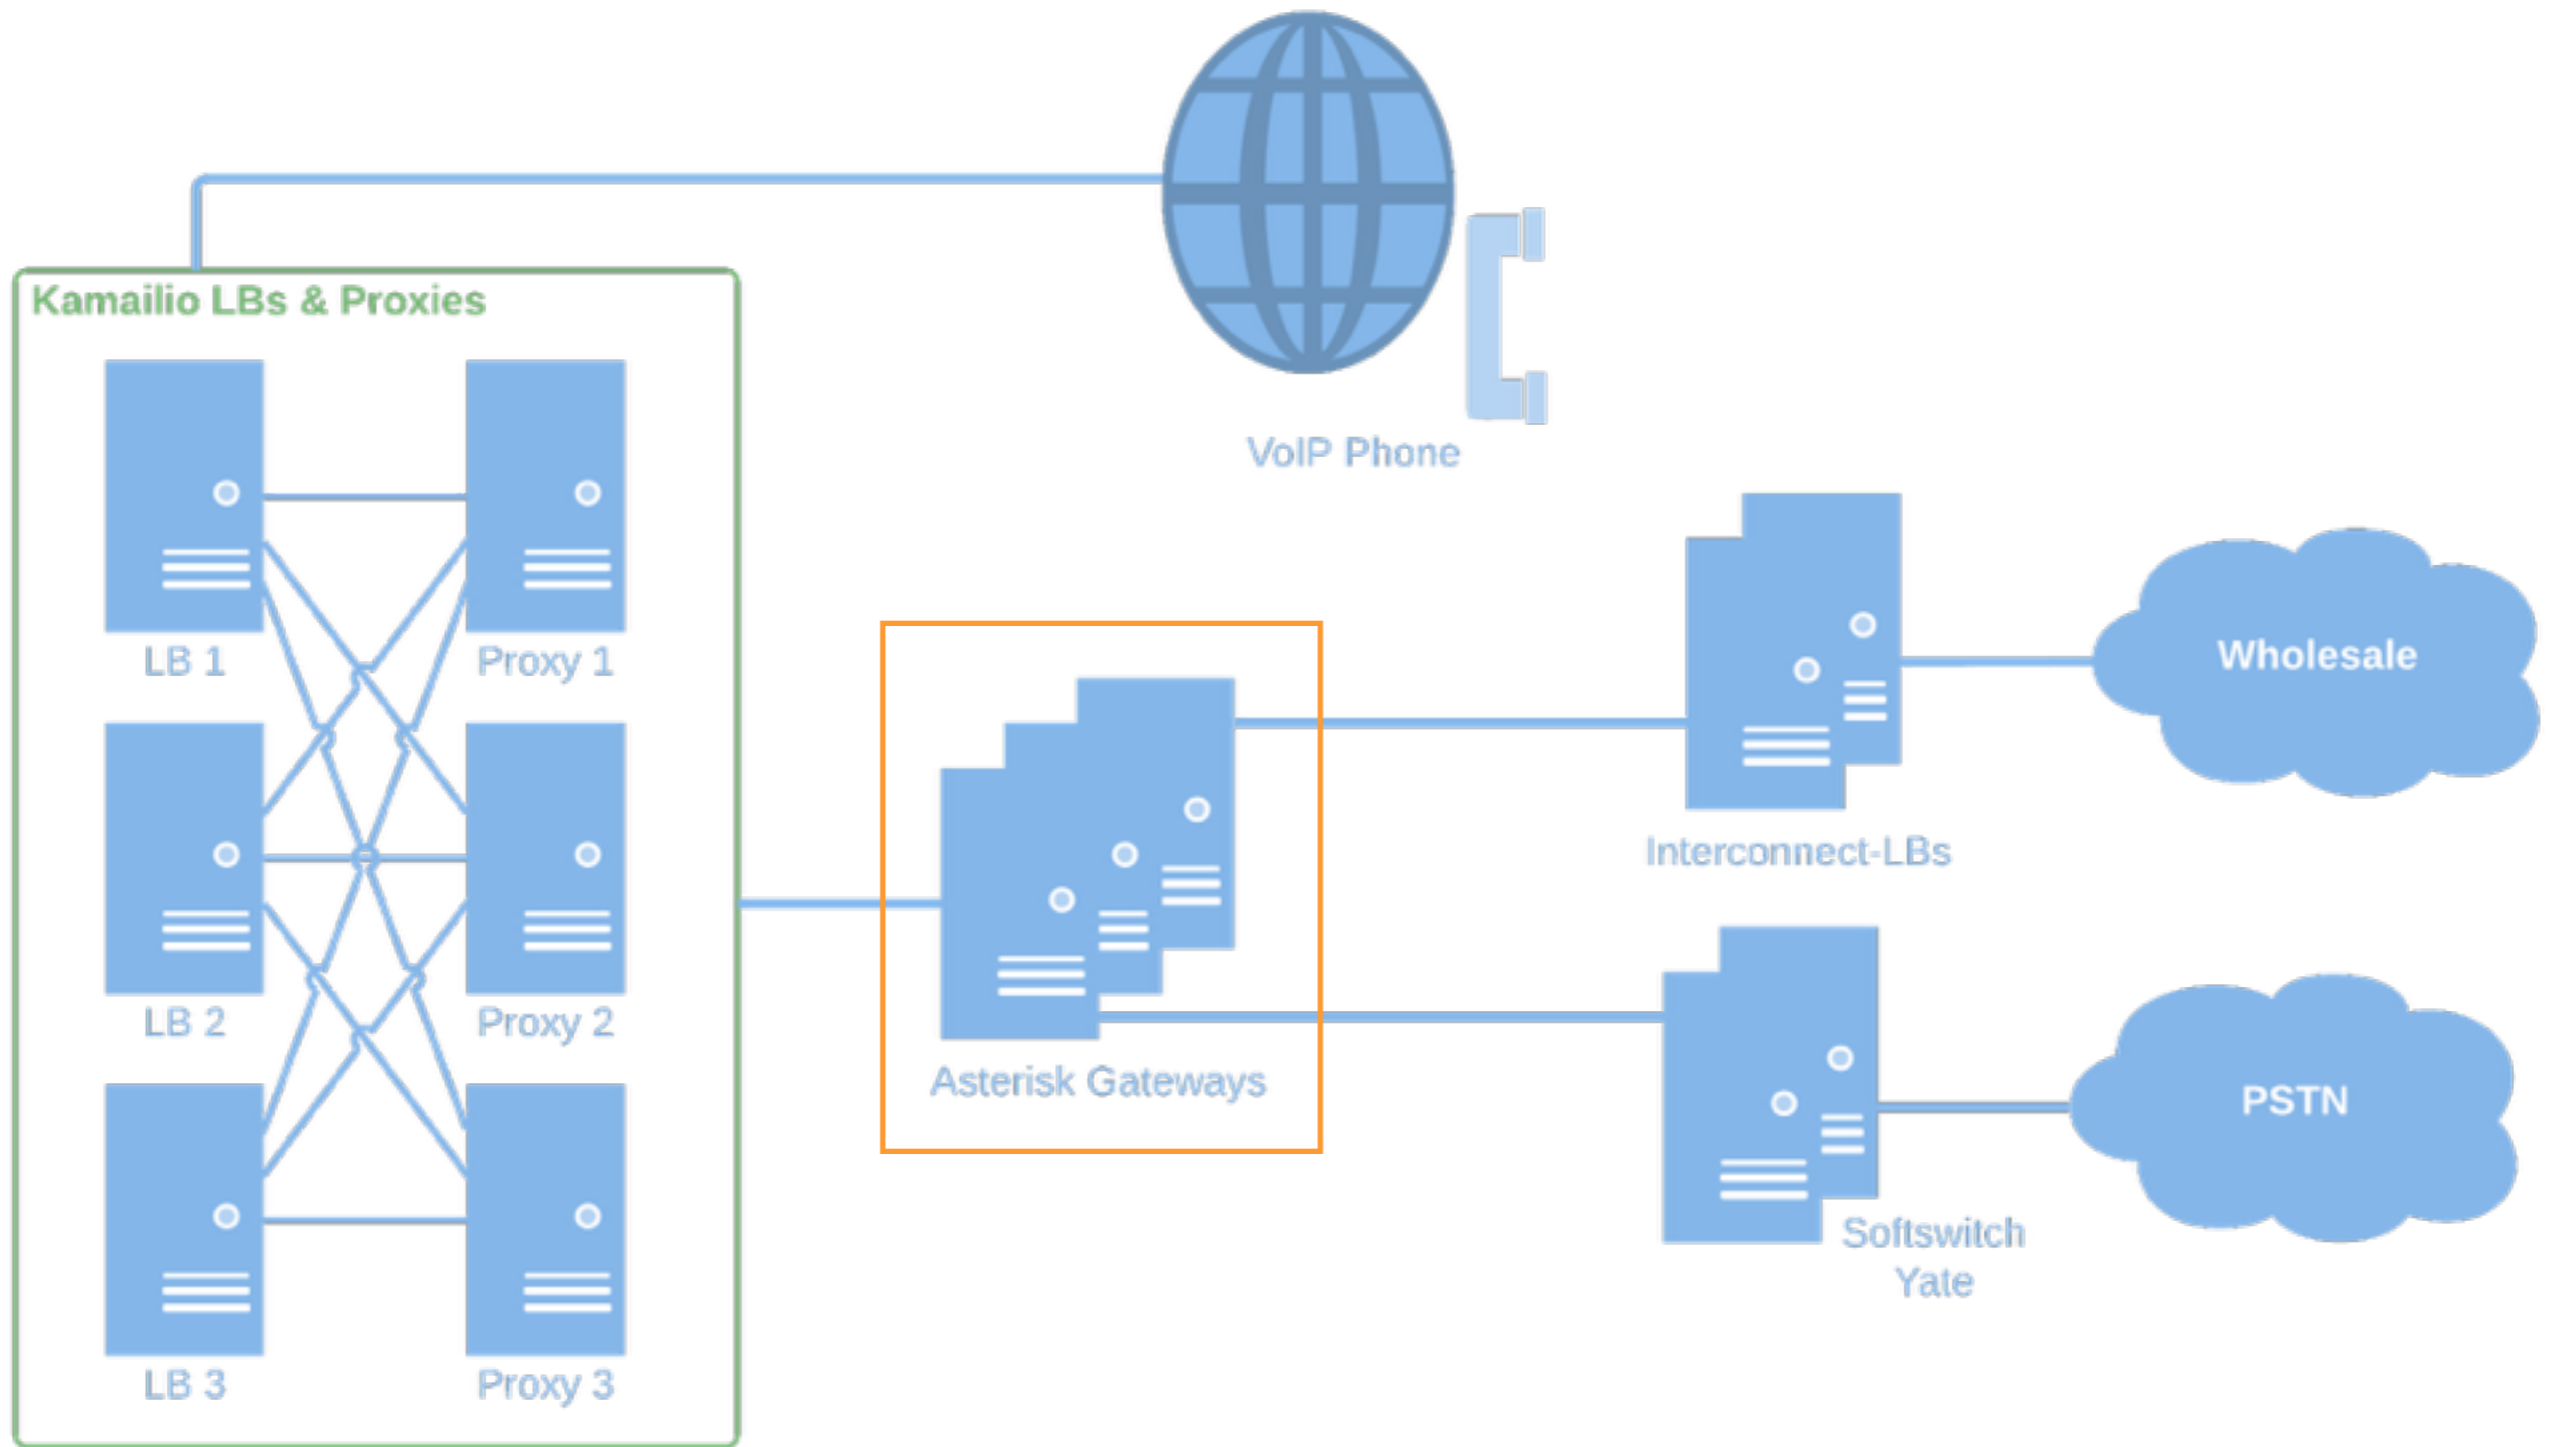 Kamailio LBs & Proxies
LB 1
Proxy 1
LB 2
Proxy 2
LB 3
Proxy 3
VoIP Phone
Asterisk Gateways
Interconnect-LBs
Wholesale
Softswitch
Yate
PSTN